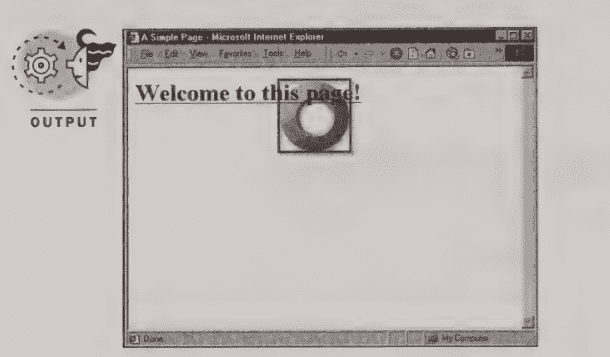 A Simple Page - Microsoft Internet Explorer
File Edit View Favorites Tools Help
Welcome to this page!
OUTPUT
Done
My Computer